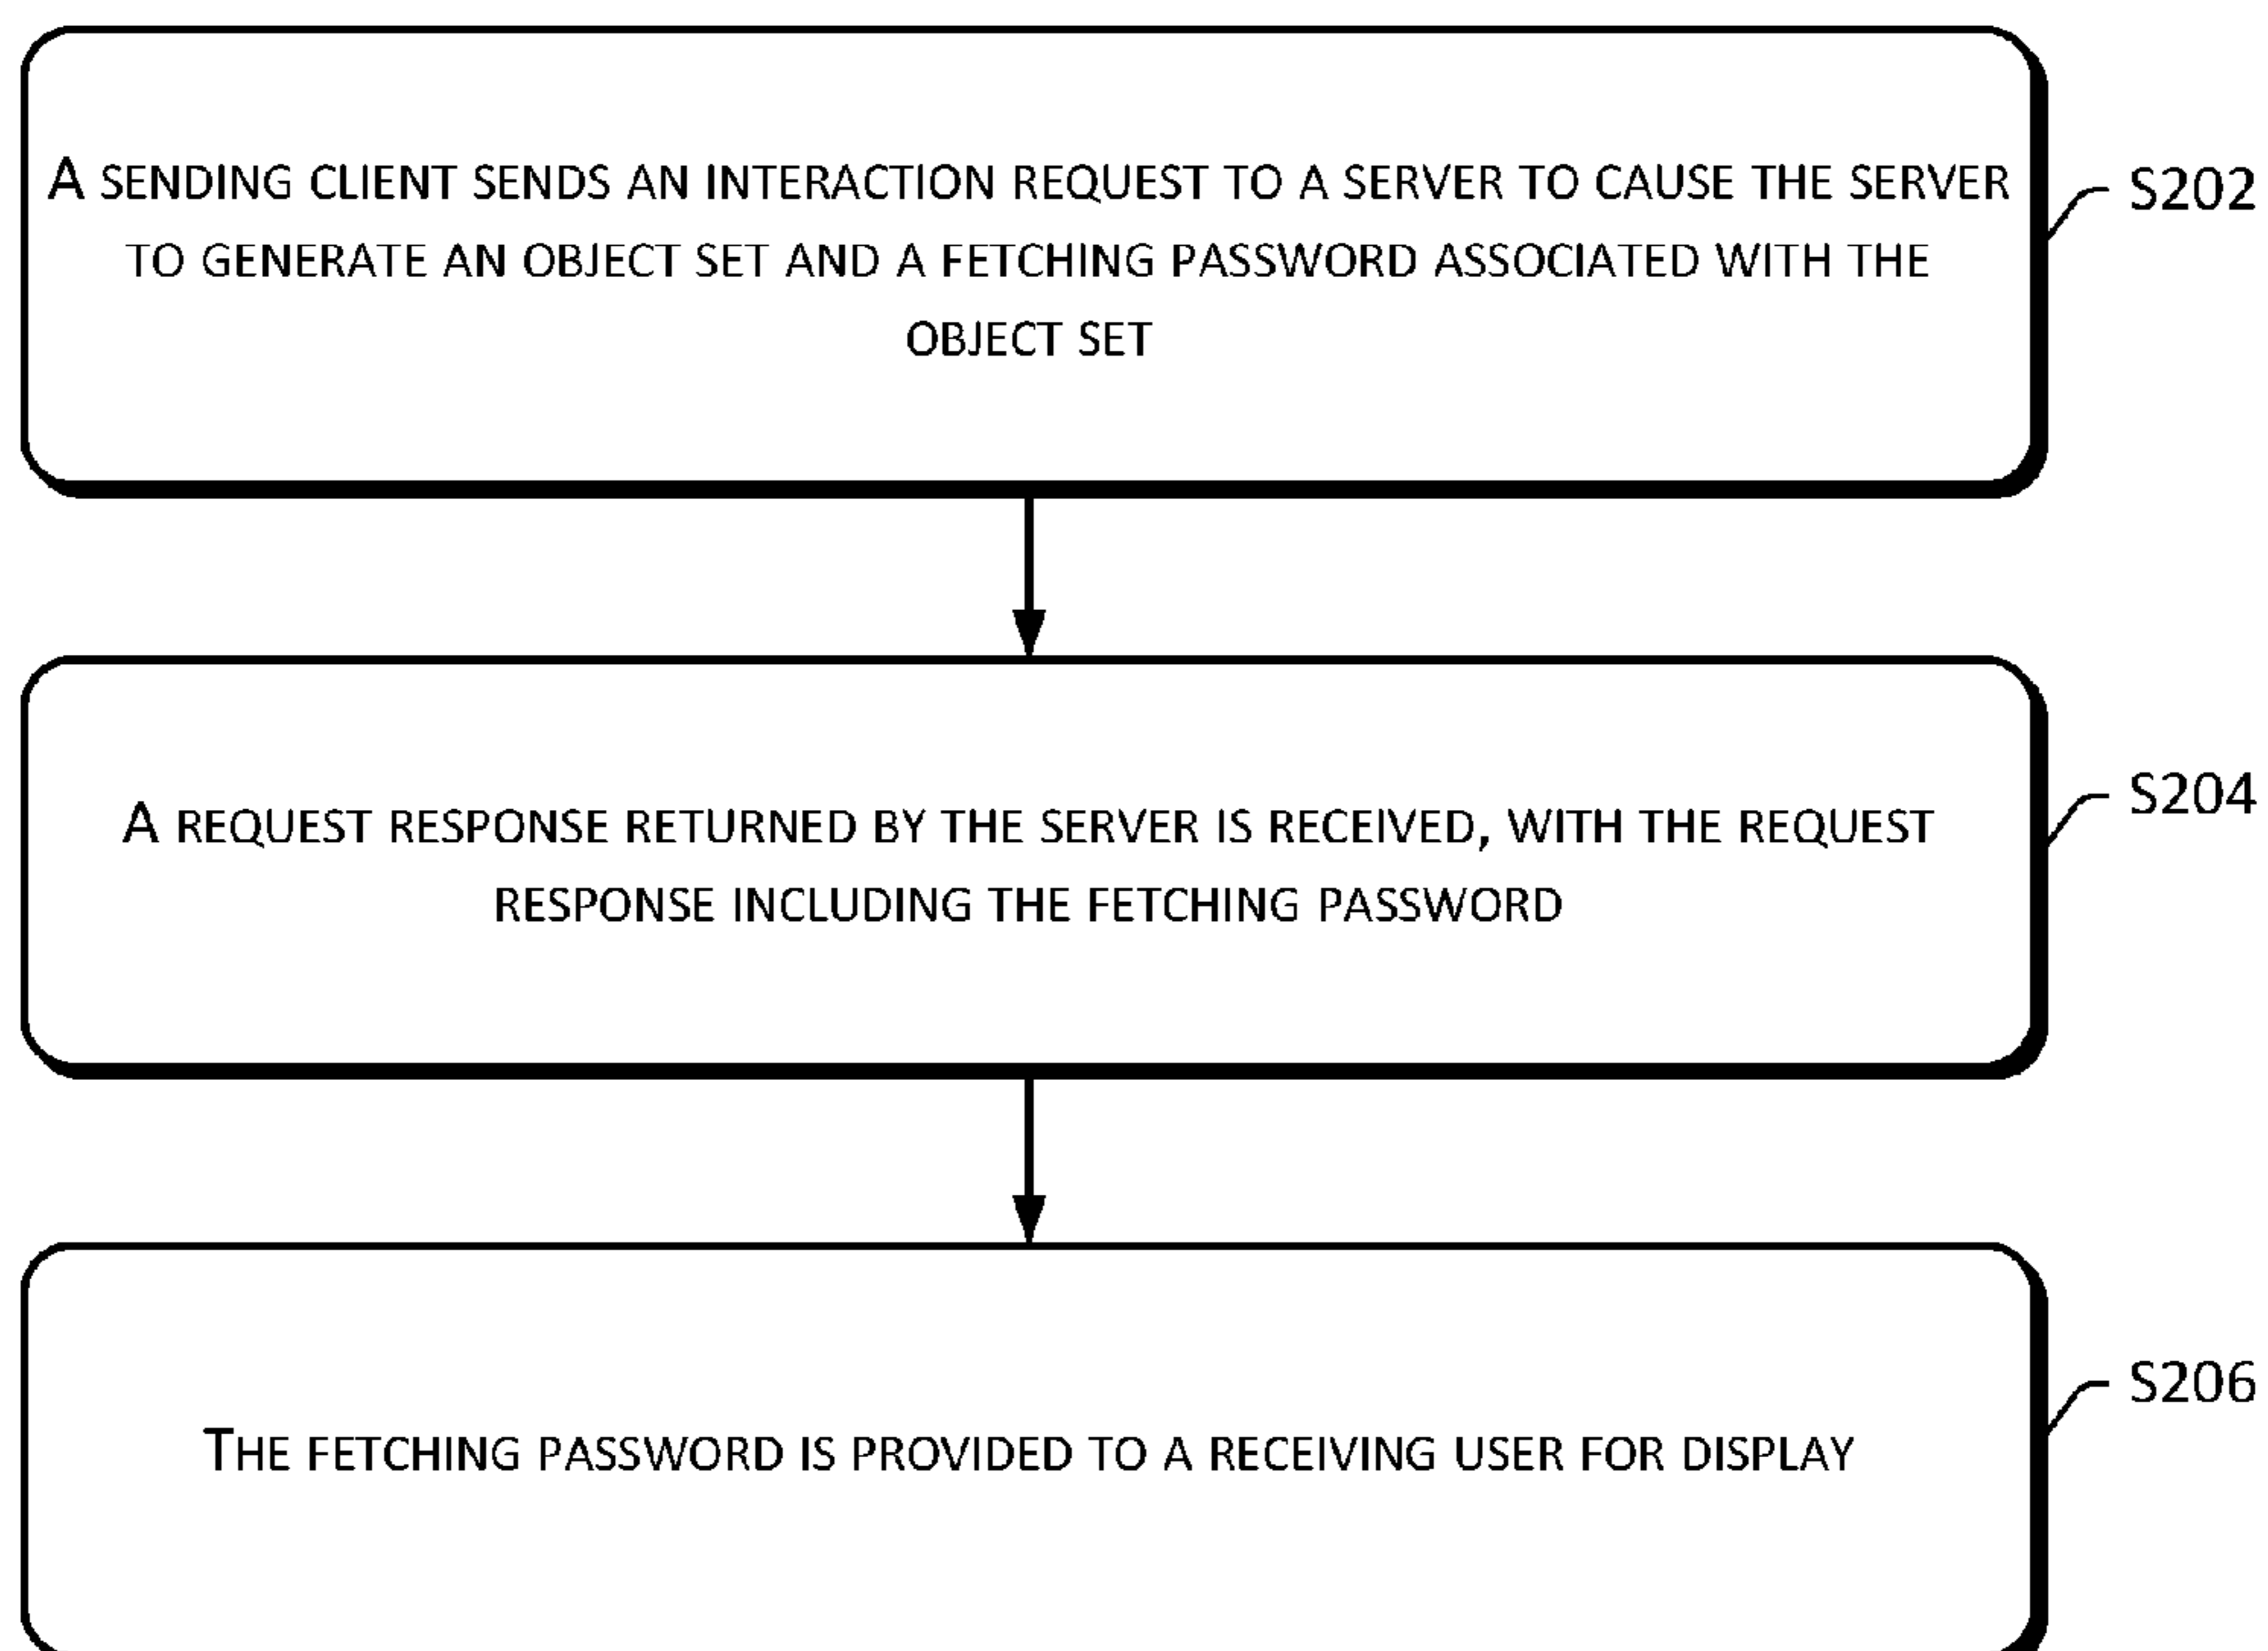 A SENDING CLIENT SENDS AN INTERACTION REQUEST TO A SERVER TO CAUSE THE SERVER
TO GENERATE AN OBJECT SET AND A FETCHING PASSWORD ASSOCIATED WITH THE
OBJECT SET
S202
A REQUEST RESPONSE RETURNED BY THE SERVER IS RECEIVED, WITH THE REQUEST
RESPONSE INCLUDING THE FETCHING PASSWORD
S204
THE FETCHING PASSWORD IS PROVIDED TO A RECEIVING USER FOR DISPLAY
S206